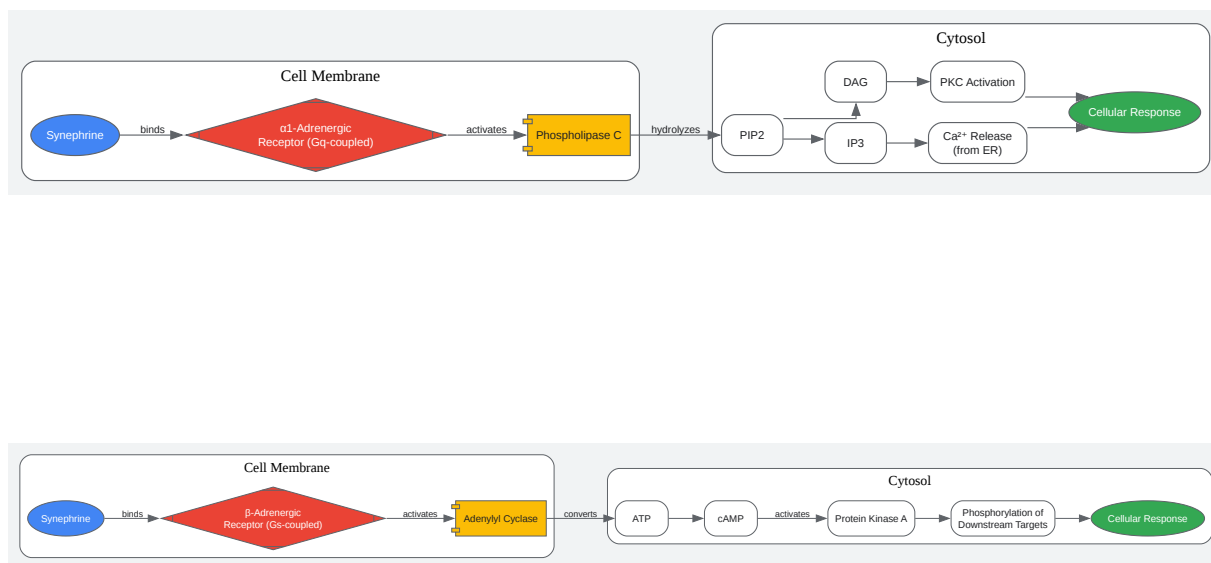 Cell Membrane
Synephrine
binds
α1-Adrenergic
Receptor (Gq-coupled)
activates
Phospholipase C
hydrolyzes
Cytosol
PIP2
DAG
PKC Activation
IP3
Ca²⁺ Release
(from ER)
Cellular Response
Cell Membrane
Synephrine
binds
β-Adrenergic
Receptor (Gs-coupled)
activates
Adenylyl Cyclase
converts
Cytosol
ATP
cAMP
activates
Protein Kinase A
Phosphorylation of
Downstream Targets
Cellular Response